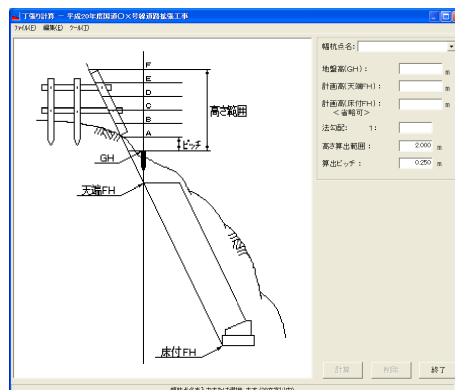 丁張り計算 － 平成20年度国道〇×号線道路拡張工事
ファイル(F) 編集(E) ツール(T)
F
E
D
C
B
A
高さ範囲
ピッチ
GH
天端FH
床付FH
幅杭点名:
地盤高(GH): m
計画高(天端FH): m
計画高(床付FH): m
<省略可>
法勾配: 1:
高さ算出範囲: 2.000 m
算出ピッチ: 0.250 m
計算 削除 終了